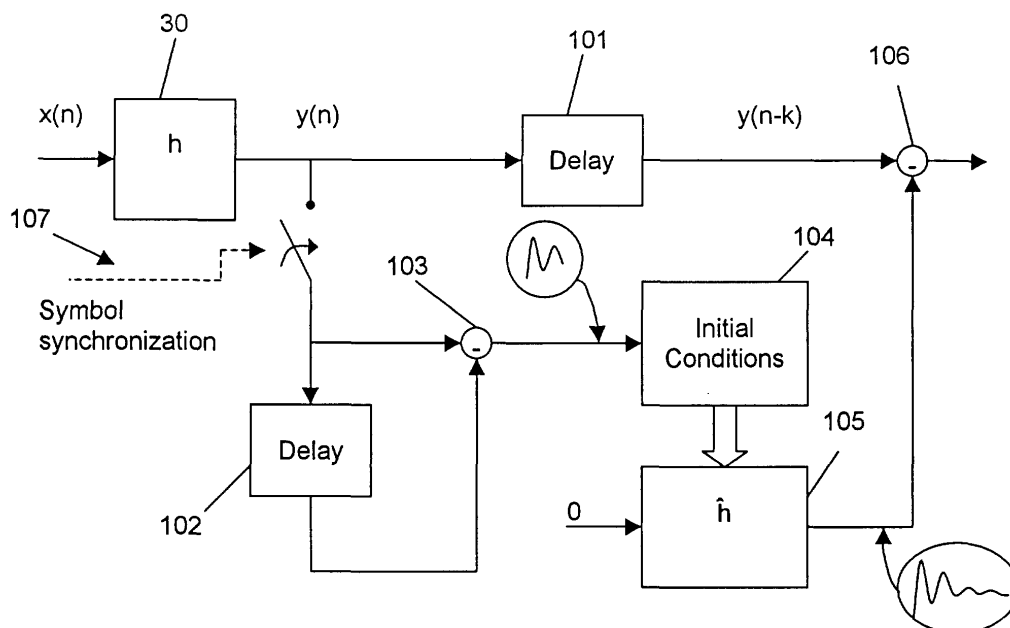 30
101
106
x(n)
y(n)
y(n-k)
h
Delay
-
107
103
104
Symbol
synchronization
-
Initial
Conditions
105
Delay
102
0
ĥ